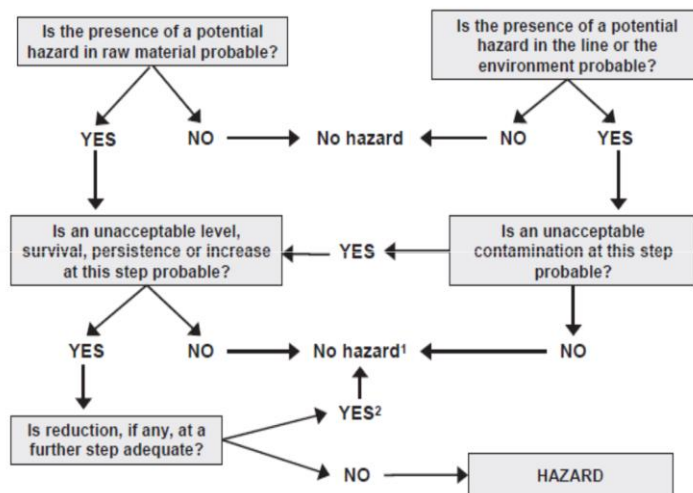 Is the presence of a potential
hazard in raw material probable?
Is the presence of a potential
hazard in the line or the
environment probable?
YES
NO
No hazard
NO
YES
Is an unacceptable level,
survival, persistence or increase
at this step probable?
YES
Is an unacceptable
contamination at this step
probable?
YES
NO
No hazard¹
NO
Is reduction, if any, at a
further step adequate?
YES²
NO
HAZARD